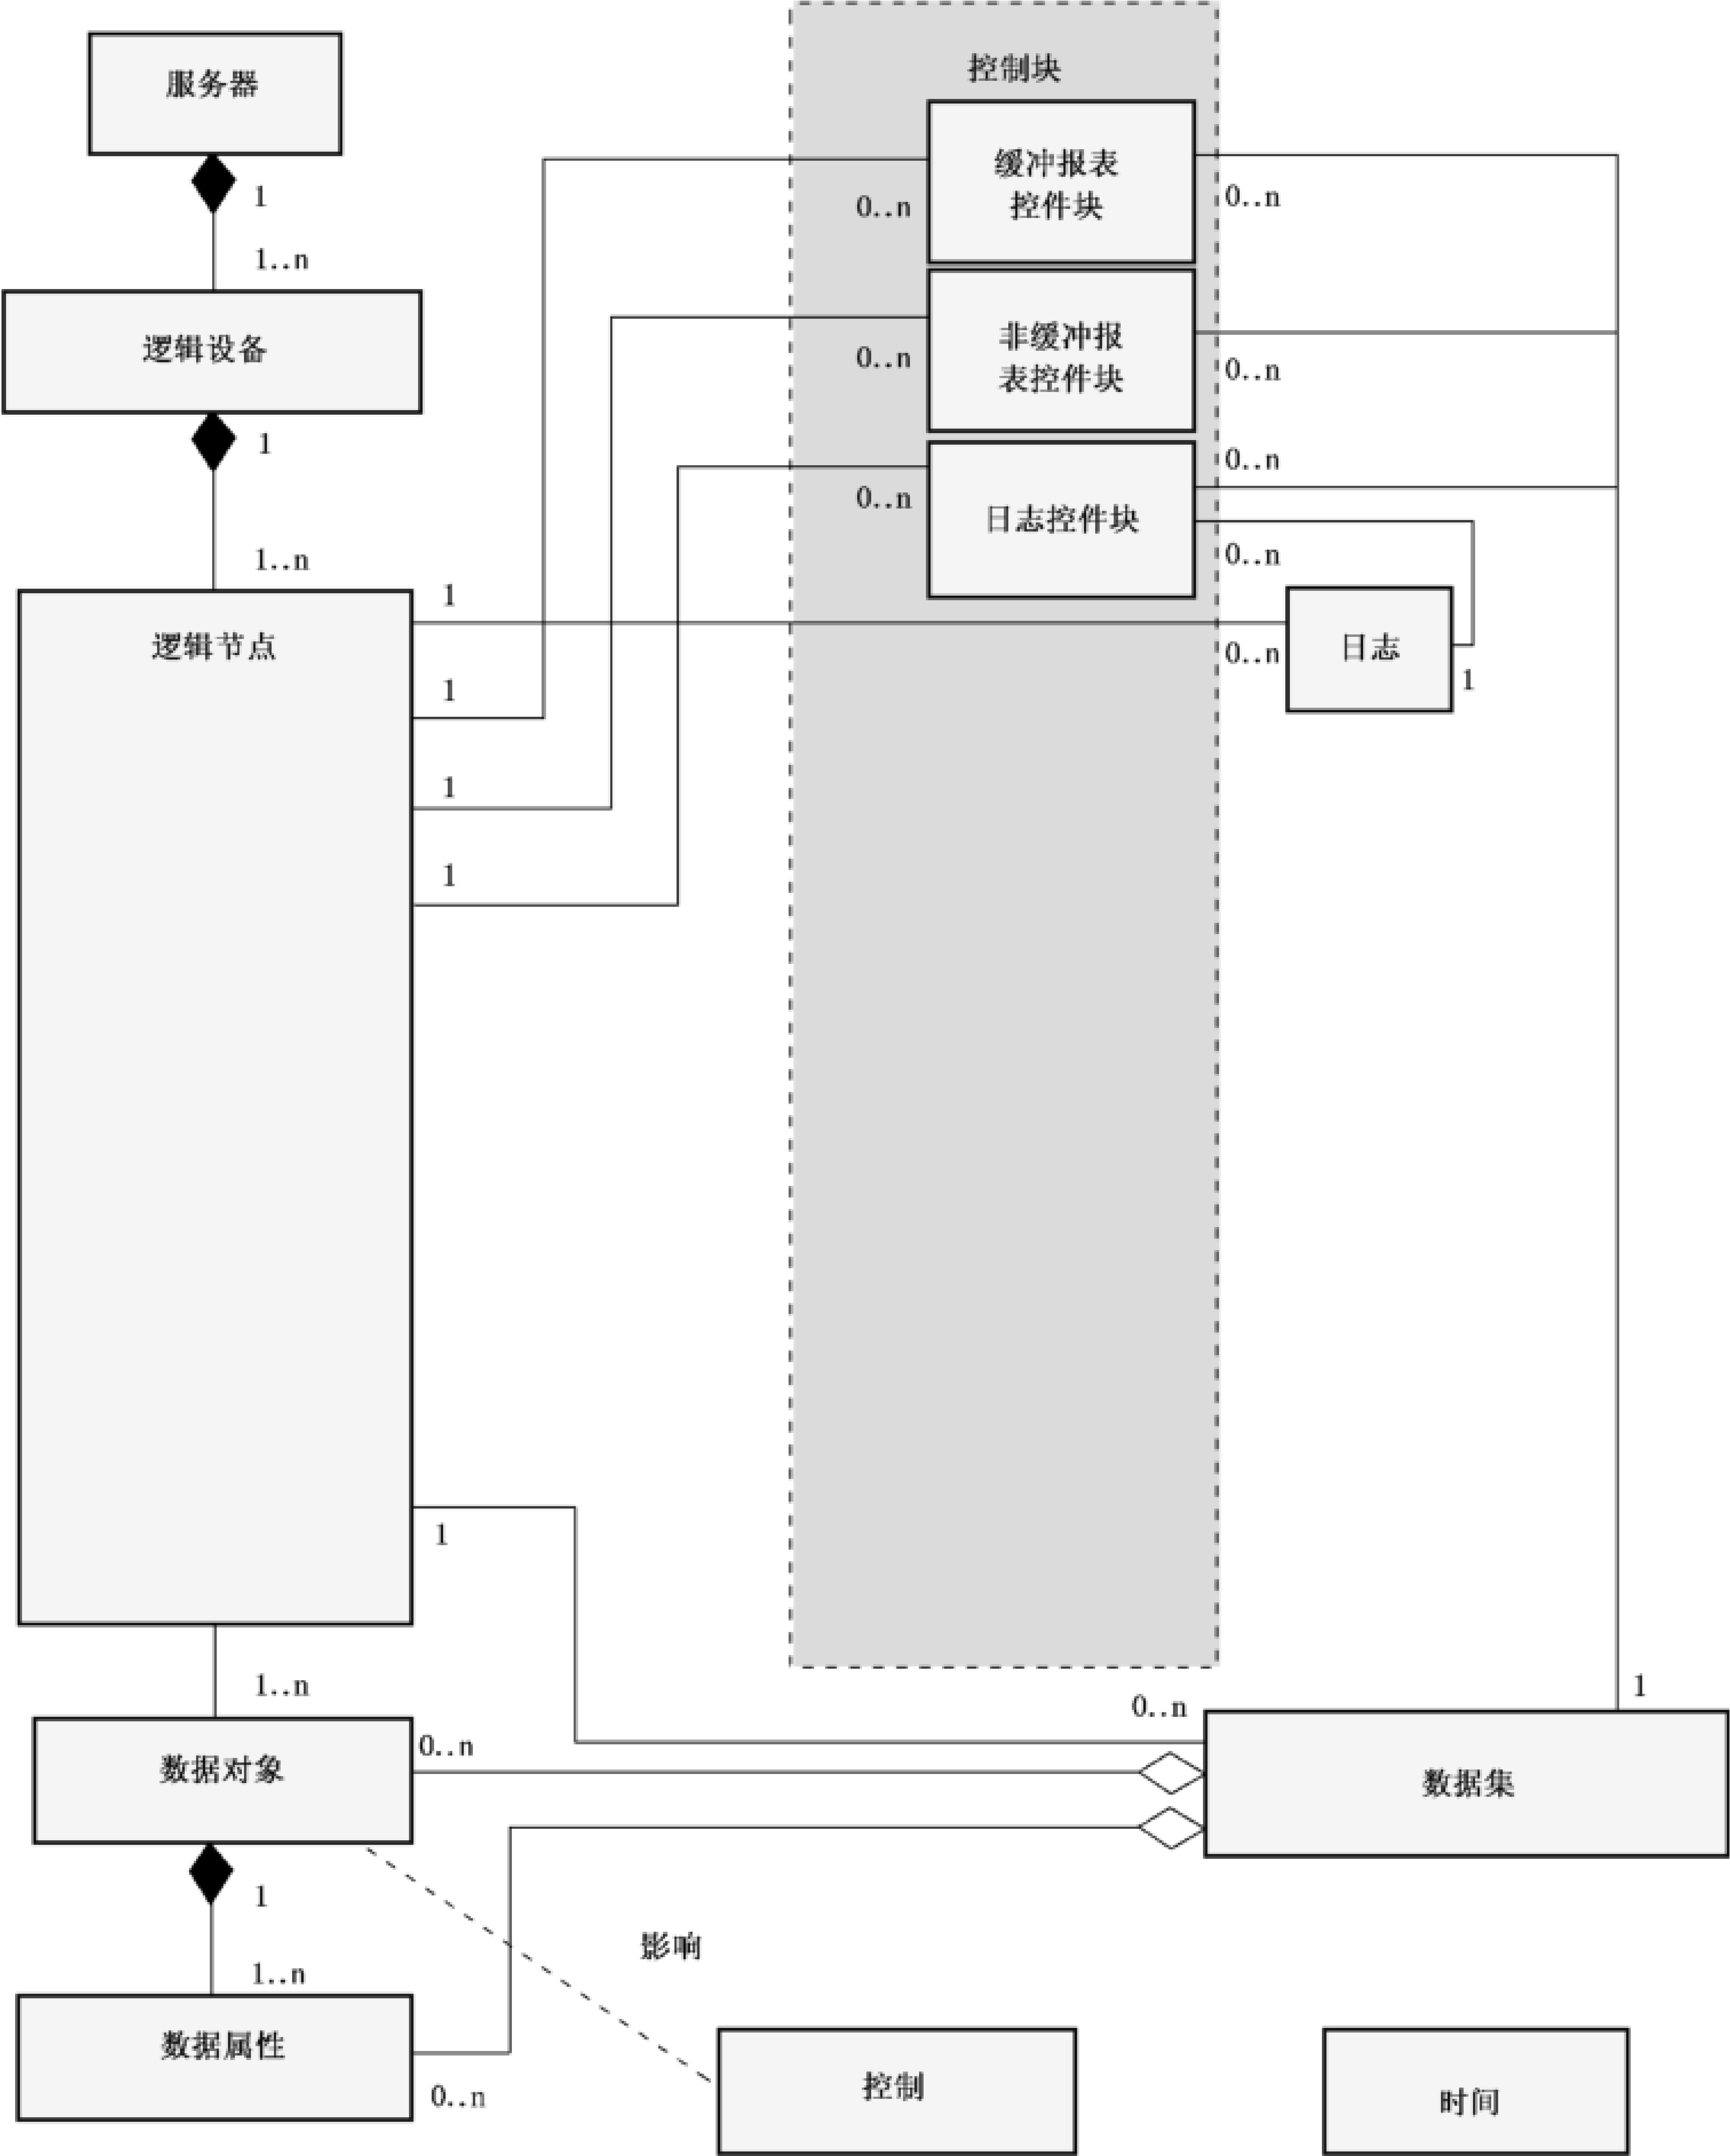 控制块
服务器
缓冲报表
控件块
1
0..n
0..n
1..n
逻辑设备
非缓冲报
表控件块
0..n
0..n
1
0..n
0..n
日志控件块
1..n
0..n
1
逻辑节点
0..n
日志
1
1
1
1
1
1..n
0..n
1
0..n
数据对象
数据集
1
影响
1..n
数据属性
0..n
控制
时间